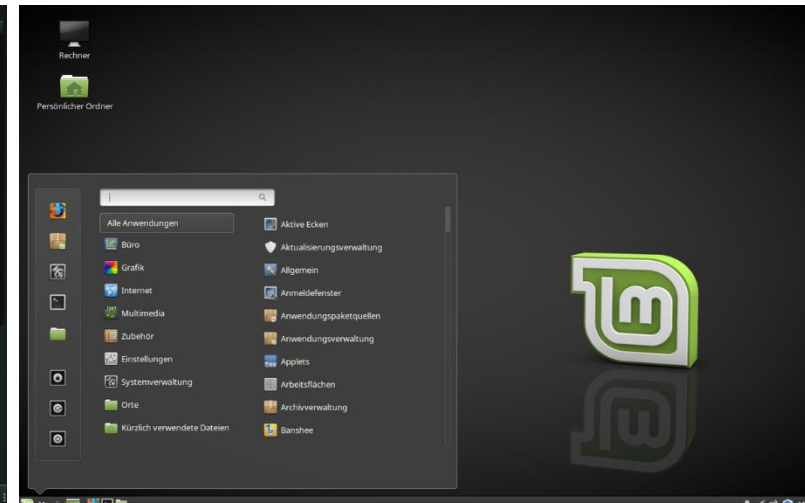 Rechner
Persönlicher Ordner
Alle Anwendungen
Büro
Grafik
Internet
Multimedia
Zubehör
Einstellungen
Systemverwaltung
Orte
Kürzlich verwendete Dateien
Aktive Ecken
Aktualisierungsverwaltung
Allgemein
Anmeldefenster
Anwendungspaketquellen
Anwendungsverwaltung
Applets
Arbeitsflächen
Archivverwaltung
Banshee